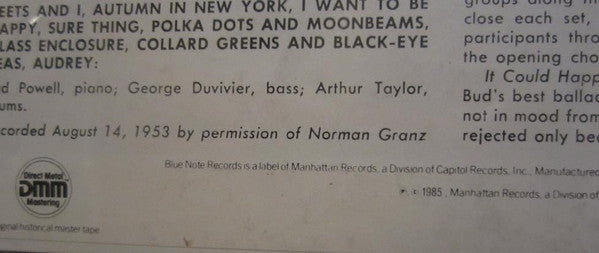 EETS AND I, AUTUMN IN NEW YORK, I WANT TO BE
APPY, SURE THING, POLKA DOTS AND MOONBEAMS,
LASS ENCLOSURE, COLLARD GREENS AND BLACK-EYE
EAS, AUDREY:
d Powell, piano; George Duvivier, bass; Arthur Taylor,
ums.
corded August 14, 1953 by permission of Norman Granz
groups along
close each set,
participants thro
the opening cho
It Could Happ
Bud's best ballad
not in mood from
rejected only bec
Blue Note Records is a label of Manhattan Records, a Division of Capitol Records, Inc., Manufactured
℗ © 1985, Manhattan Records, a Division of
Direct Metal
DMM
Mastering
ginal historical master tape